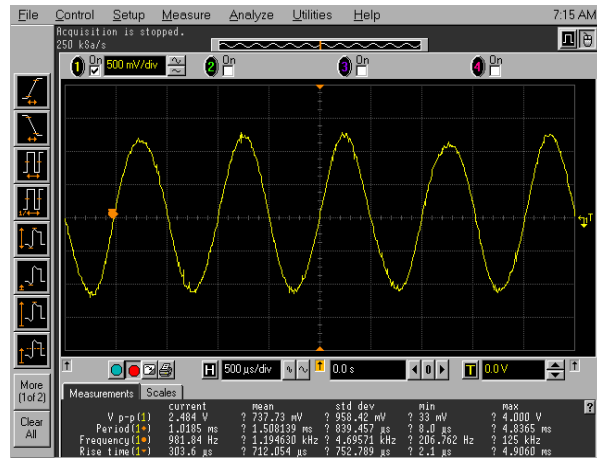 File Control Setup Measure Analyze Utilities Help 7:15 AM
Acquisition is stopped.
250 kSa/s
1 On 500 mV/div 2 On 3 On 4 On
T
H 500 µs/div 0.0 s 0 T 0.0 V
More
(1of 2)
Clear
All
Measurements Scales ?
current mean std dev min max
V p-p(1) 2.484 V ? 737.73 mV ? 958.42 mV ? 33 mV ? 4.000 V
Period(1) 1.0185 ms ? 1.508139 ms ? 839.457 µs ? 8.0 µs ? 4.8365 ms
Frequency(1) 981.84 Hz ? 1.194630 kHz ? 4.69571 kHz ? 206.762 Hz ? 125 kHz
Rise time(1) 303.6 µs ? 712.054 µs ? 752.789 µs ? 2.1 µs ? 4.9060 ms